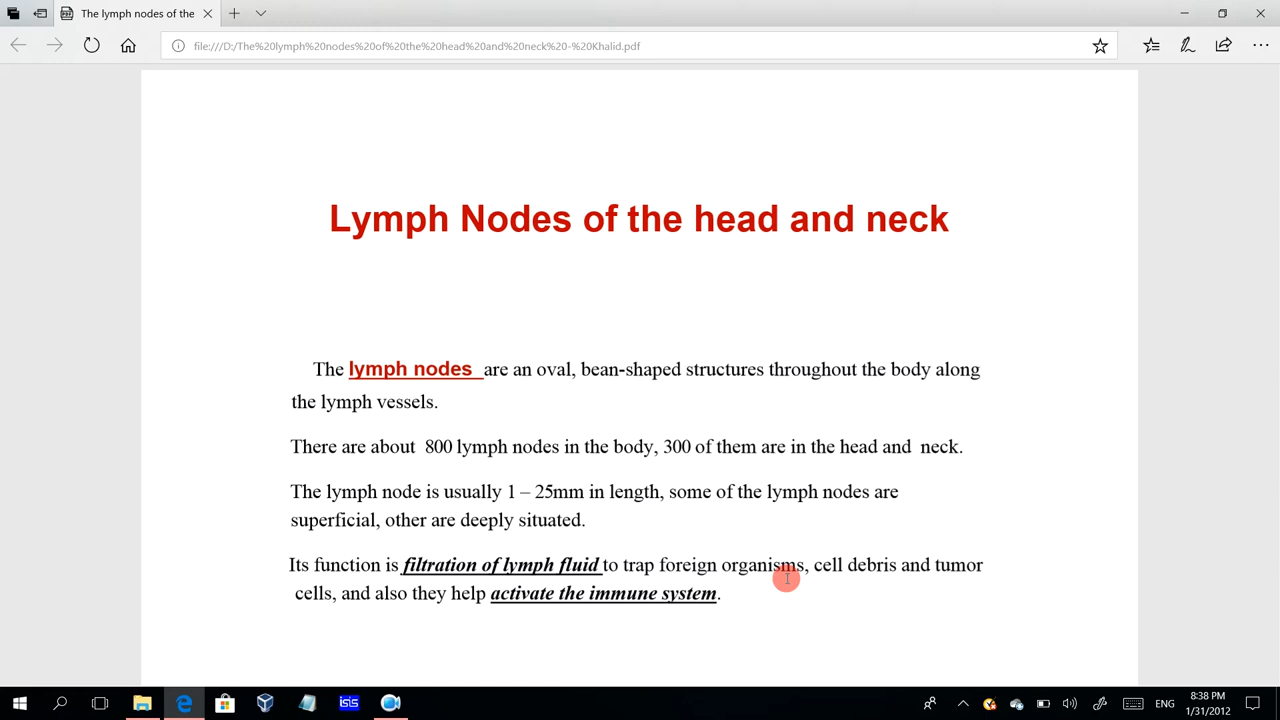 The lymph nodes of the
file:///D:/The%20lymph%20nodes%20of%20the%20head%20and%20neck%20-%20Khalid.pdf
Lymph Nodes of the head and neck
The lymph nodes are an oval, bean-shaped structures throughout the body along
the lymph vessels.
There are about 800 lymph nodes in the body, 300 of them are in the head and neck.
The lymph node is usually 1 – 25mm in length, some of the lymph nodes are
superficial, other are deeply situated.
Its function is filtration of lymph fluid to trap foreign organisms, cell debris and tumor
cells, and also they help activate the immune system.
isis
ENG
8:38 PM
1/31/2012